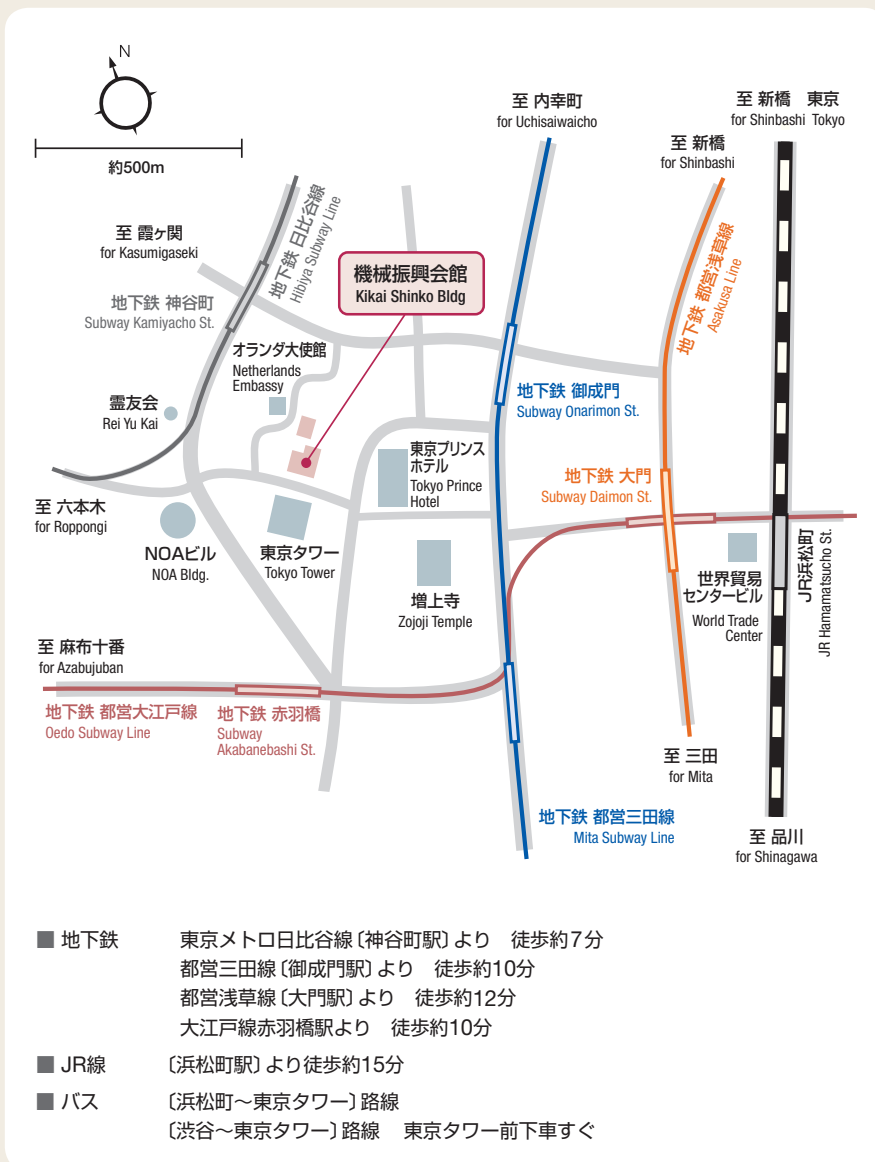 N
約500m
至 内幸町
for Uchisaiwaicho
至 新橋　東京
for Shinbashi Tokyo
至 新橋
for Shinbashi
地下鉄 日比谷線
Hibiya Subway Line
至 霞ヶ関
for Kasumigaseki
機械振興会館
Kikai Shinko Bldg
地下鉄 都営浅草線
Asakusa Line
地下鉄 神谷町
Subway Kamiyacho St.
オランダ大使館
Netherlands
Embassy
地下鉄 御成門
Subway Onarimon St.
霊友会
Rei Yu Kai
東京プリンス
ホテル
Tokyo Prince
Hotel
地下鉄 大門
Subway Daimon St.
至 六本木
for Roppongi
NOAビル
NOA Bldg.
東京タワー
Tokyo Tower
増上寺
Zojoji Temple
世界貿易
センタービル
World Trade
Center
JR浜松町
JR Hamamatsucho St.
至 麻布十番
for Azabujuban
地下鉄 都営大江戸線
Oedo Subway Line
地下鉄 赤羽橋
Subway
Akabanebashi St.
至 三田
for Mita
地下鉄 都営三田線
Mita Subway Line
至 品川
for Shinagawa
■ 地下鉄　東京メトロ日比谷線〔神谷町駅〕より　徒歩約7分
都営三田線〔御成門駅〕より　徒歩約10分
都営浅草線〔大門駅〕より　徒歩約12分
大江戸線赤羽橋駅より　徒歩約10分
■ JR線　〔浜松町駅〕より徒歩約15分
■ バス　〔浜松町～東京タワー〕路線
〔渋谷～東京タワー〕路線　東京タワー前下車すぐ